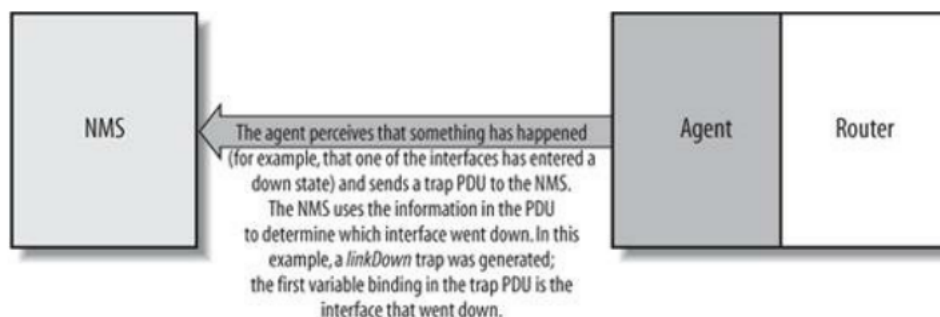 NMS
The agent perceives that something has happened
(for example, that one of the interfaces has entered a
down state) and sends a trap PDU to the NMS.
The NMS uses the information in the PDU
to determine which interface went down. In this
example, a linkDown trap was generated;
the first variable binding in the trap PDU is the
interface that went down.
Agent
Router